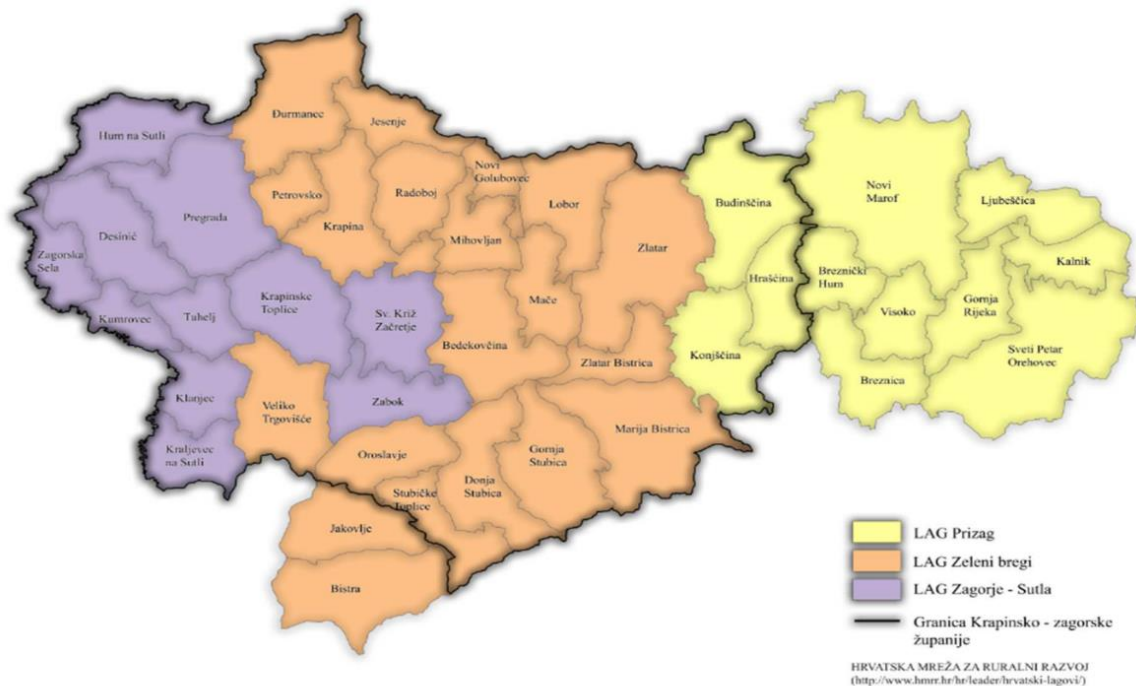 Đurmanec
Hum na Sutli
Jesenje
Novi
Golubovec
Petrovsko
Radoboj
Lobor
Budinščina
Novi
Marof
Ljubeščica
Pregrada
Krapina
Mihovljan
Zlatar
Desinić
Zagorska
Sela
Hraščina
Breznički
Hum
Kalnik
Krapinske
Toplice
Sv. Križ
Začretje
Mače
Visoko
Gornja
Rijeka
Kumrovec
Tuhelj
Bedekovčina
Zlatar Bistrica
Konjščina
Sveti Petar
Orehovec
Breznica
Klanjec
Veliko
Trgovišće
Zabok
Marija Bistrica
Kraljevec
na Sutli
Oroslavje
Gornja
Stubica
Donja
Stubica
Stubičke
Toplice
Jakovlje
Bistra
LAG Prizag
LAG Zeleni bregi
LAG Zagorje - Sutla
Granica Krapinsko - zagorske
županije
HRVATSKA MREŽA ZA RURALNI RAZVOJ
(http://www.hmrr.hr/hr/leader/hrvatski-lagovi/)